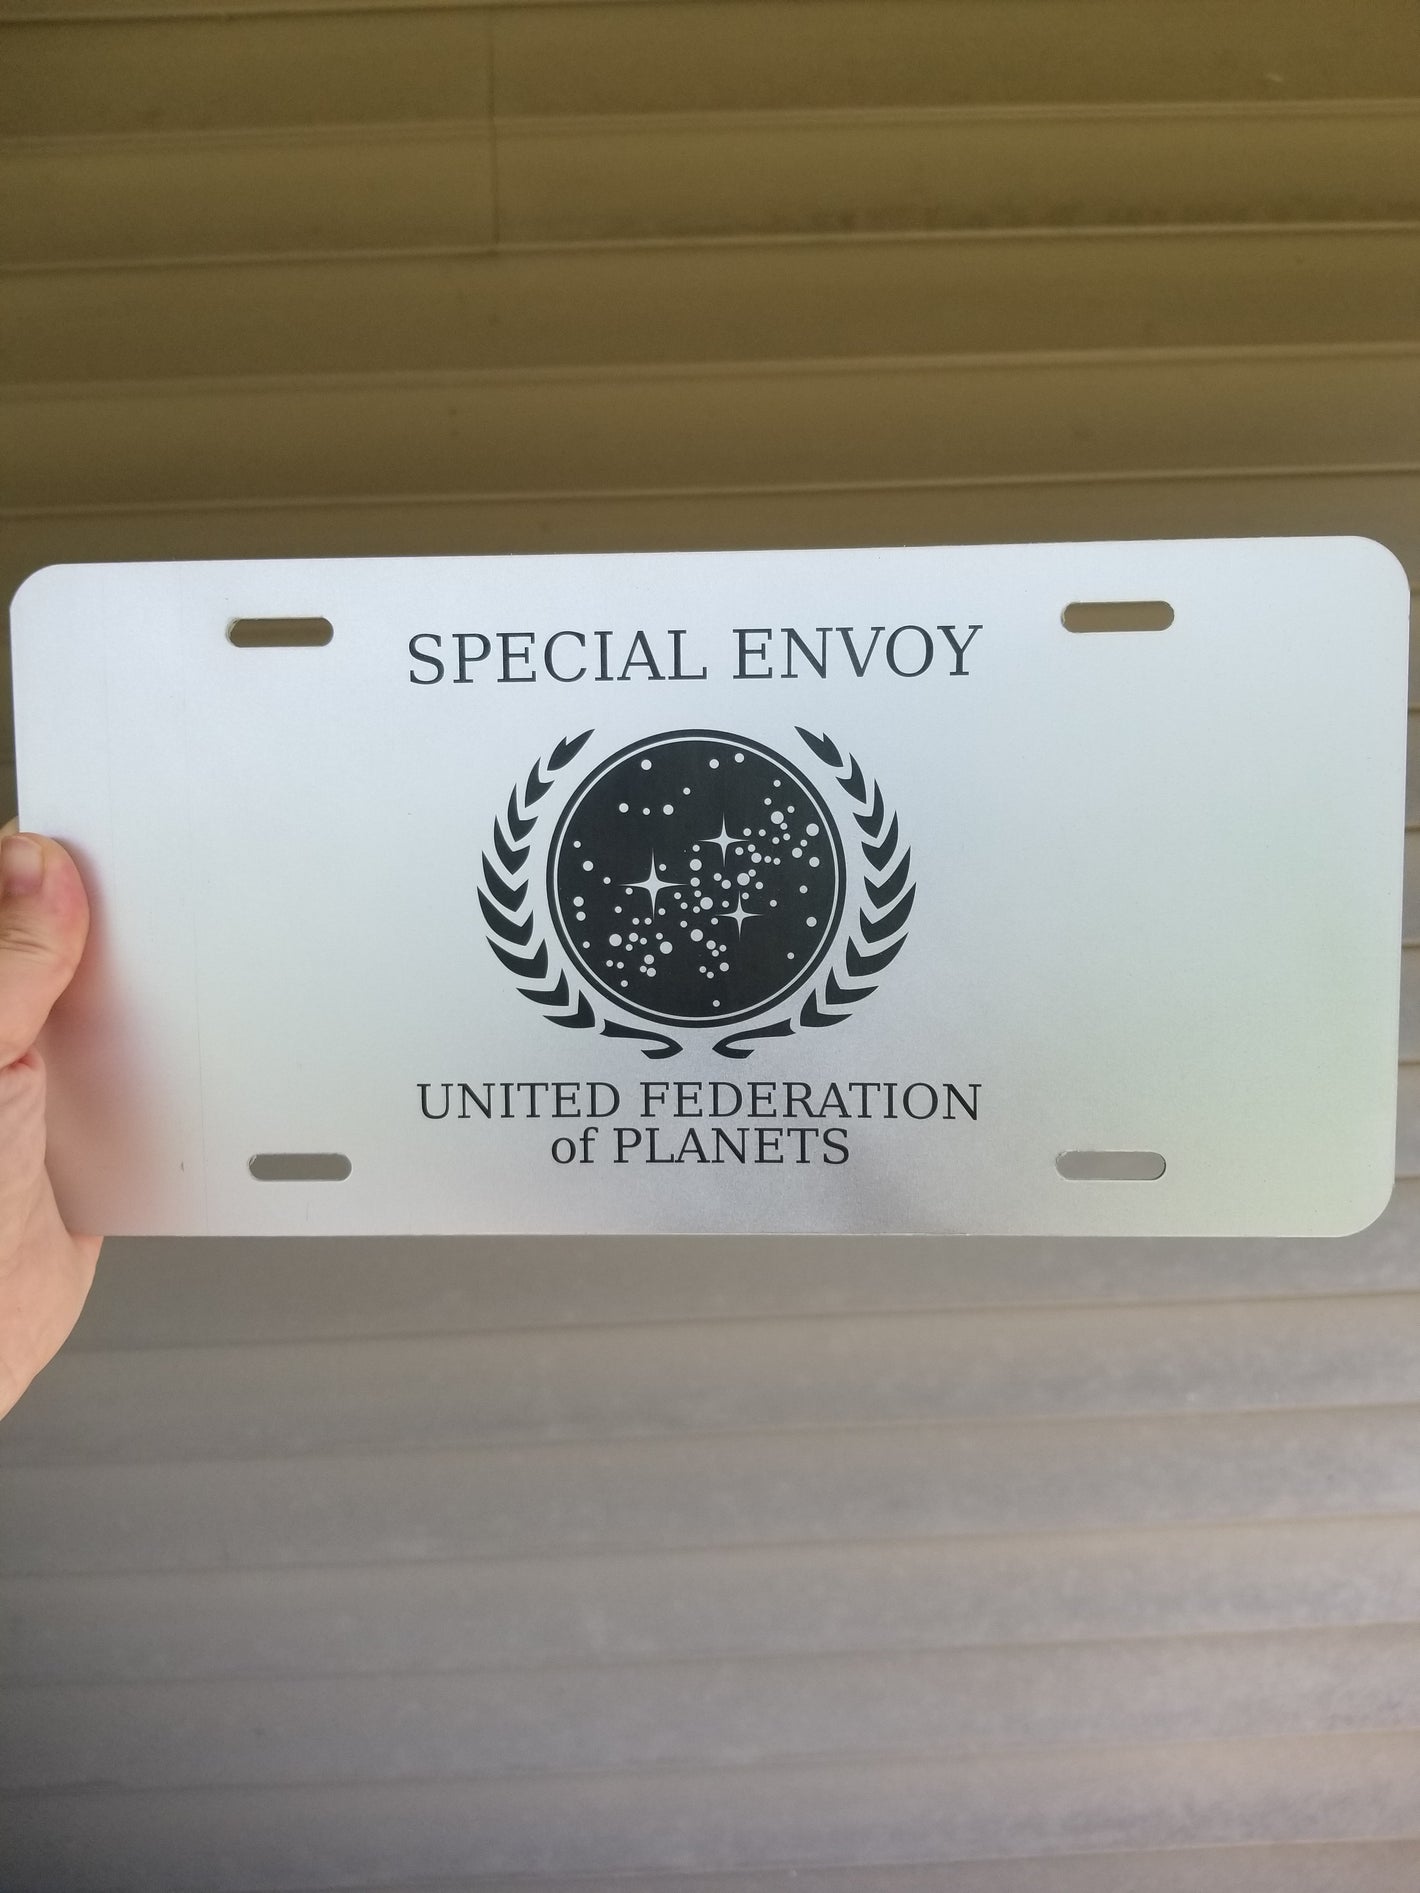 SPECIAL ENVOY
UNITED FEDERATION
of PLANETS